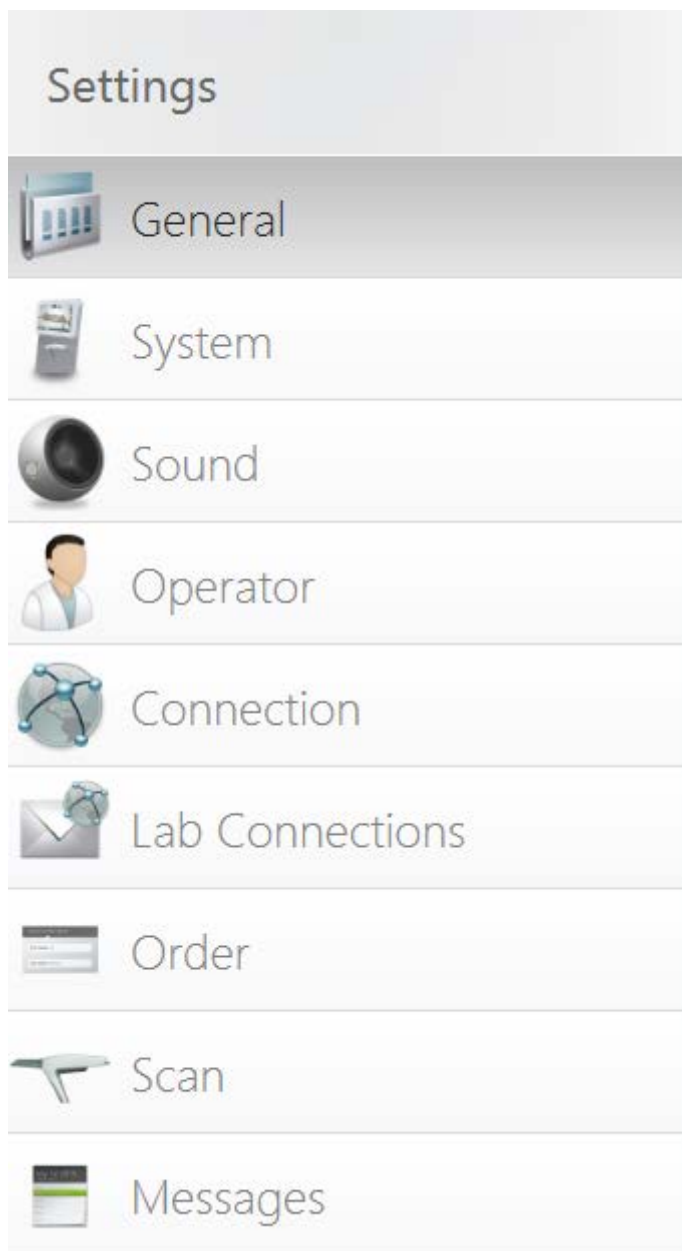 Settings
General
System
Sound
Operator
Connection
Lab Connections
Order
Scan
Messages